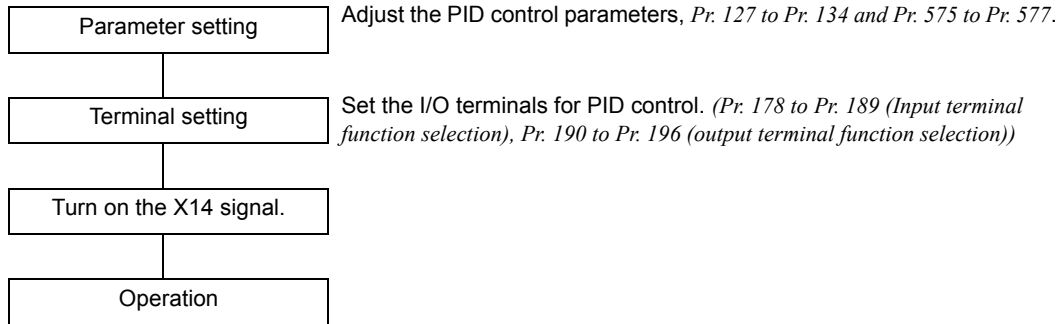 Parameter setting
Adjust the PID control parameters, Pr. 127 to Pr. 134 and Pr. 575 to Pr. 577.
Terminal setting
Set the I/O terminals for PID control. (Pr. 178 to Pr. 189 (Input terminal
function selection), Pr. 190 to Pr. 196 (output terminal function selection))
Turn on the X14 signal.
Operation